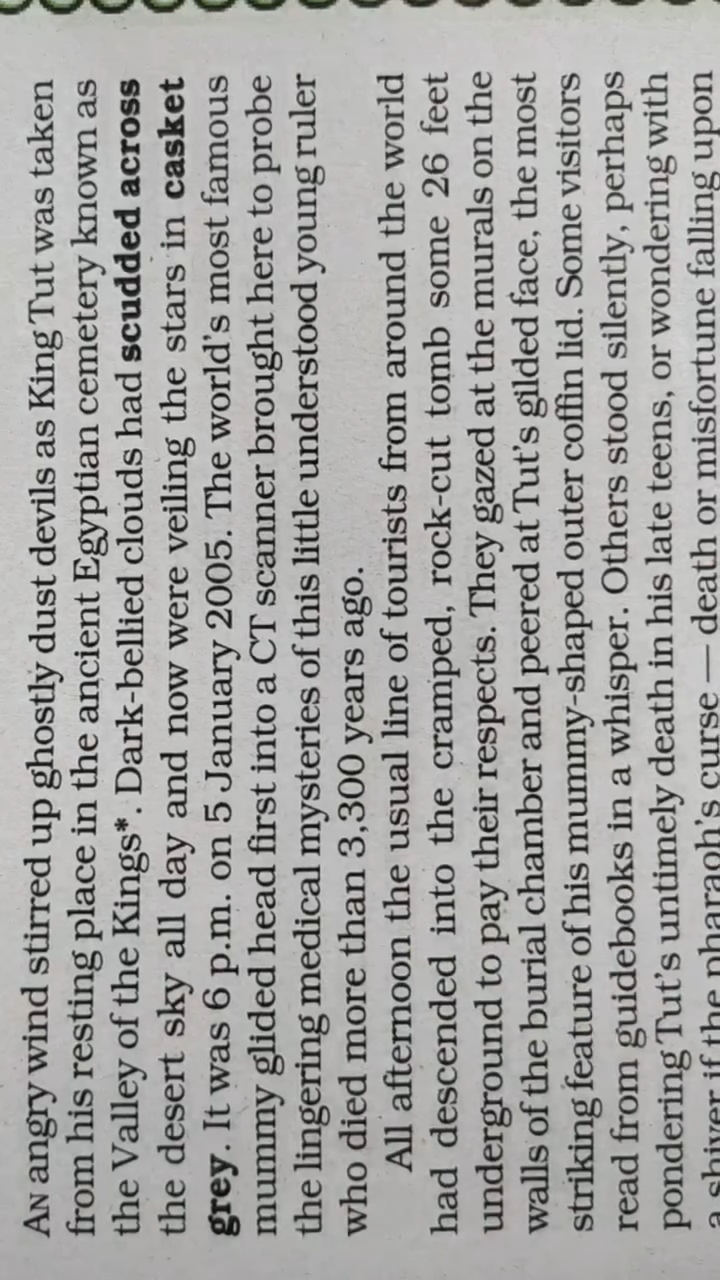 AN angry wind stirred up ghostly dust devils as King Tut was taken
from his resting place in the ancient Egyptian cemetery known as
the Valley of the Kings*. Dark-bellied clouds had scudded across
the desert sky all day and now were veiling the stars in casket
grey. It was 6 p.m. on 5 January 2005. The world's most famous
mummy glided head first into a CT scanner brought here to probe
the lingering medical mysteries of this little understood young ruler
who died more than 3,300 years ago.
All afternoon the usual line of tourists from around the world
had descended into the cramped, rock-cut tomb some 26 feet
underground to pay their respects. They gazed at the murals on the
walls of the burial chamber and peered at Tut's gilded face, the most
striking feature of his mummy-shaped outer coffin lid. Some visitors
read from guidebooks in a whisper. Others stood silently, perhaps
pondering Tut's untimely death in his late teens, or wondering with
a shiver if the pharaoh's curse — death or misfortune falling upon